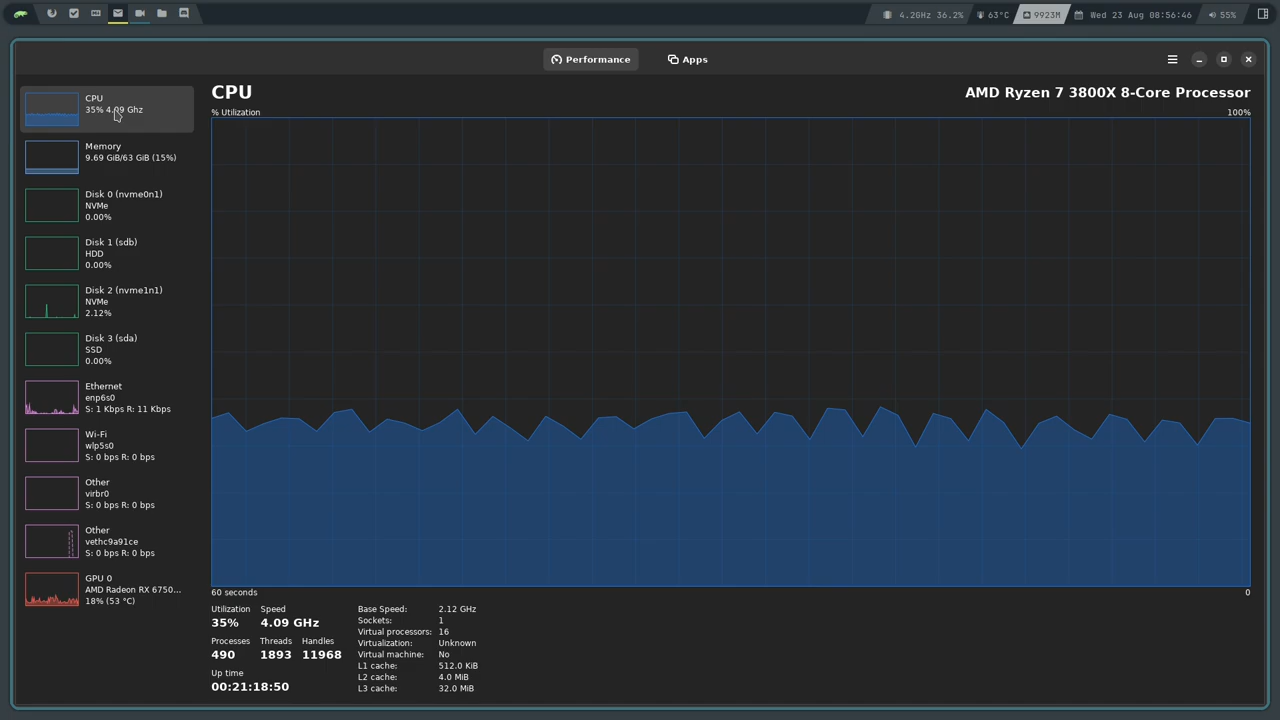 4.2GHz 36.2%
63°C
9923M
Wed 23 Aug 08:56:46
55%
Performance
Apps
CPU
35% 4.09 Ghz
Memory
9.69 GiB/63 GiB (15%)
Disk 0 (nvme0n1)
NVMe
0.00%
Disk 1 (sdb)
HDD
0.00%
Disk 2 (nvme1n1)
NVMe
2.12%
Disk 3 (sda)
SSD
0.00%
Ethernet
enp6s0
S: 1 Kbps R: 11 Kbps
Wi-Fi
wlp5s0
S: 0 bps R: 0 bps
Other
virbr0
S: 0 bps R: 0 bps
Other
vethc9a91ce
S: 0 bps R: 0 bps
GPU 0
AMD Radeon RX 6750...
18% (53 °C)
CPU
AMD Ryzen 7 3800X 8-Core Processor
% Utilization
100%
60 seconds
0
Utilization Speed
35% 4.09 GHz
Processes Threads Handles
490 1893 11968
Up time
00:21:18:50
Base Speed: 2.12 GHz
Sockets: 1
Virtual processors: 16
Virtualization: Unknown
Virtual machine: No
L1 cache: 512.0 KiB
L2 cache: 4.0 MiB
L3 cache: 32.0 MiB